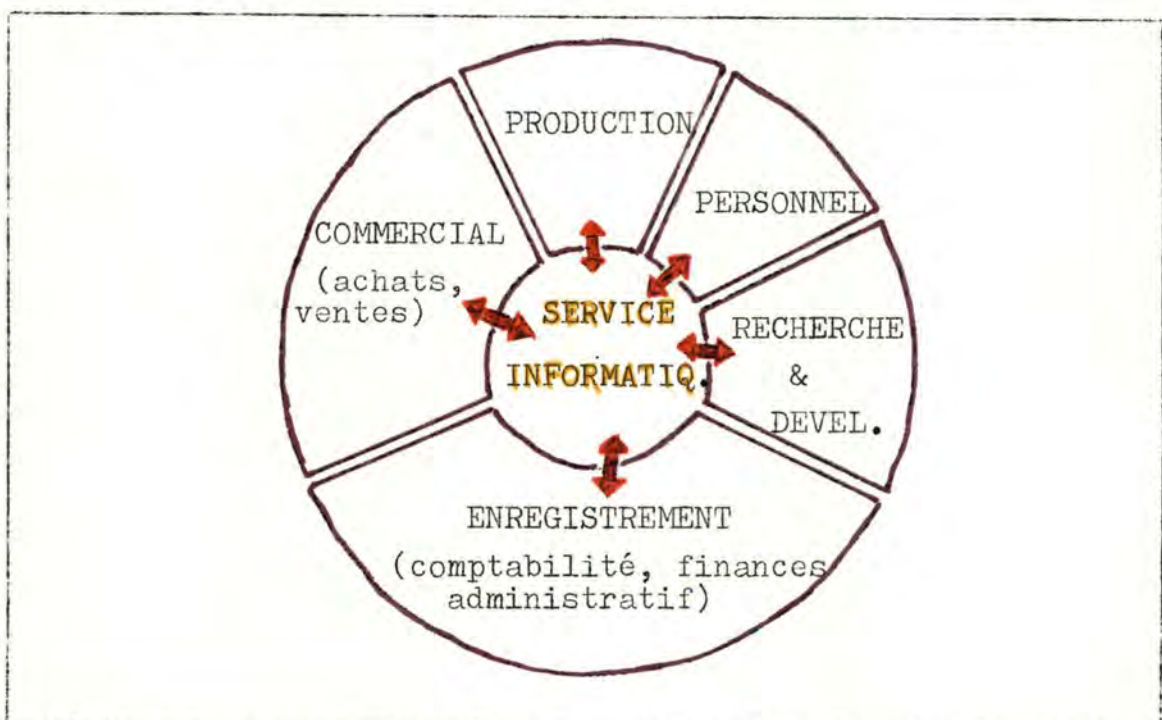 PRODUCTION
PERSONNEL
COMMERCIAL
(achats,
ventes)
SERVICE
INFORMATIQ.
RECHERCHE
&
DEVEL.
ENREGISTREMENT
(comptabilité, finances
administratif)